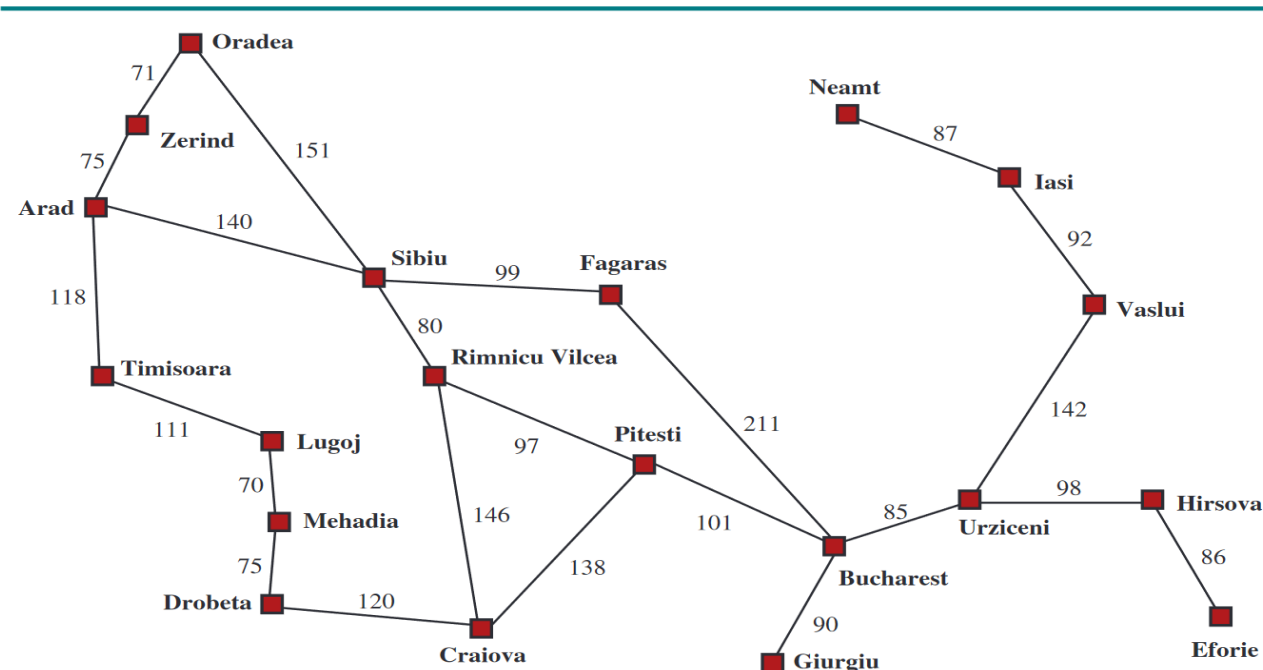 Oradea
71
Neamt
Zerind
87
151
75
Iasi
Arad
140
92
Sibiu
99
Fagaras
118
Vaslui
80
Rimnicu Vilcea
Timisoara
142
111
211
Lugoj
97
Pitesti
70
98
Hirsova
Mehadia
146
101
85
Urziceni
86
75
138
Bucharest
Drobeta
120
90
Craiova
Giurgiu
Eforie